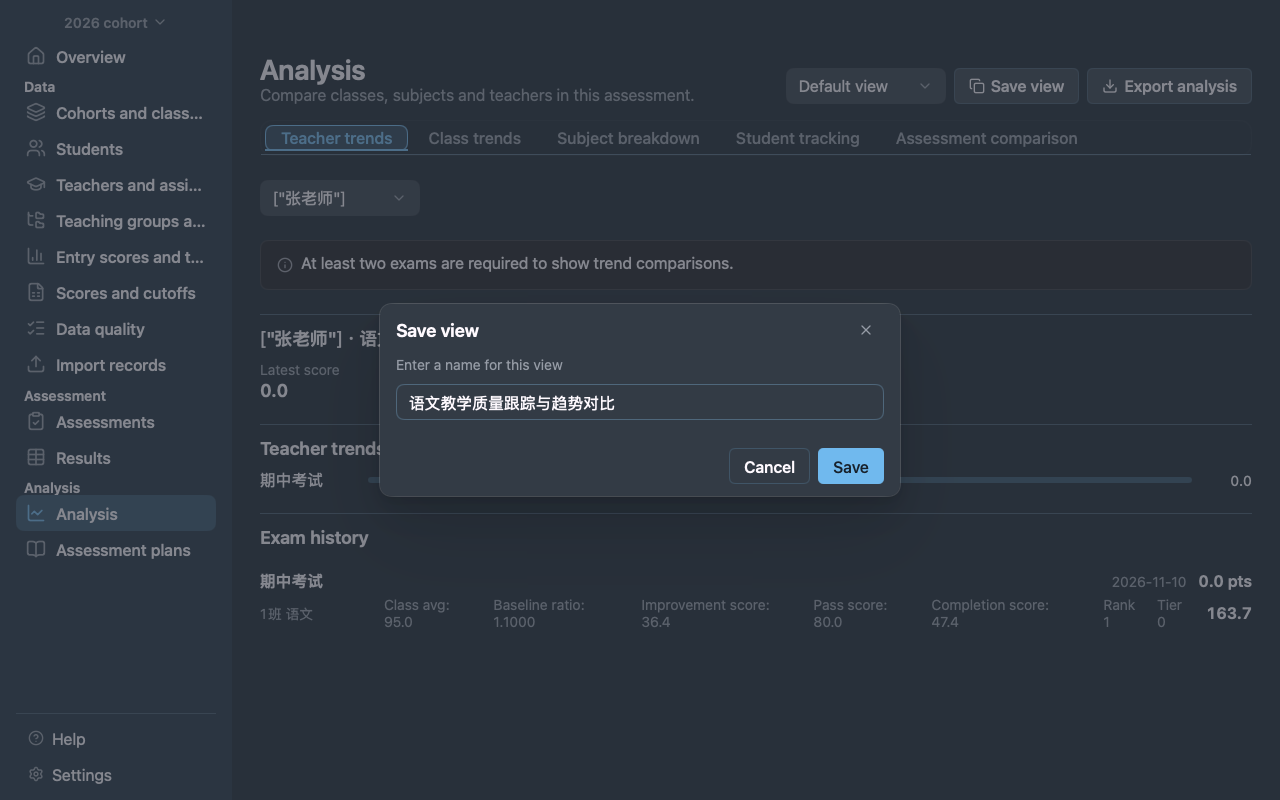 2026 cohort
Overview
Data
Cohorts and class...
Students
Teachers and assi...
Teaching groups a...
Entry scores and t...
Scores and cutoffs
Data quality
Import records
Assessment
Assessments
Results
Analysis
Analysis
Assessment plans
Help
Settings
Analysis
Compare classes, subjects and teachers in this assessment.
Default view
Save view
Export analysis
Teacher trends
Class trends
Subject breakdown
Student tracking
Assessment comparison
["张老师"]
At least two exams are required to show trend comparisons.
["张老师"] · 语
Latest score
0.0
Teacher trends
期中考试
0.0
Save view
Enter a name for this view
语文教学质量跟踪与趋势对比
Cancel
Save
Exam history
期中考试
2026-11-10 0.0 pts
1班 语文
Class avg:
95.0
Baseline ratio:
1.1000
Improvement score:
36.4
Pass score:
80.0
Completion score:
47.4
Rank
1
Tier
0
163.7